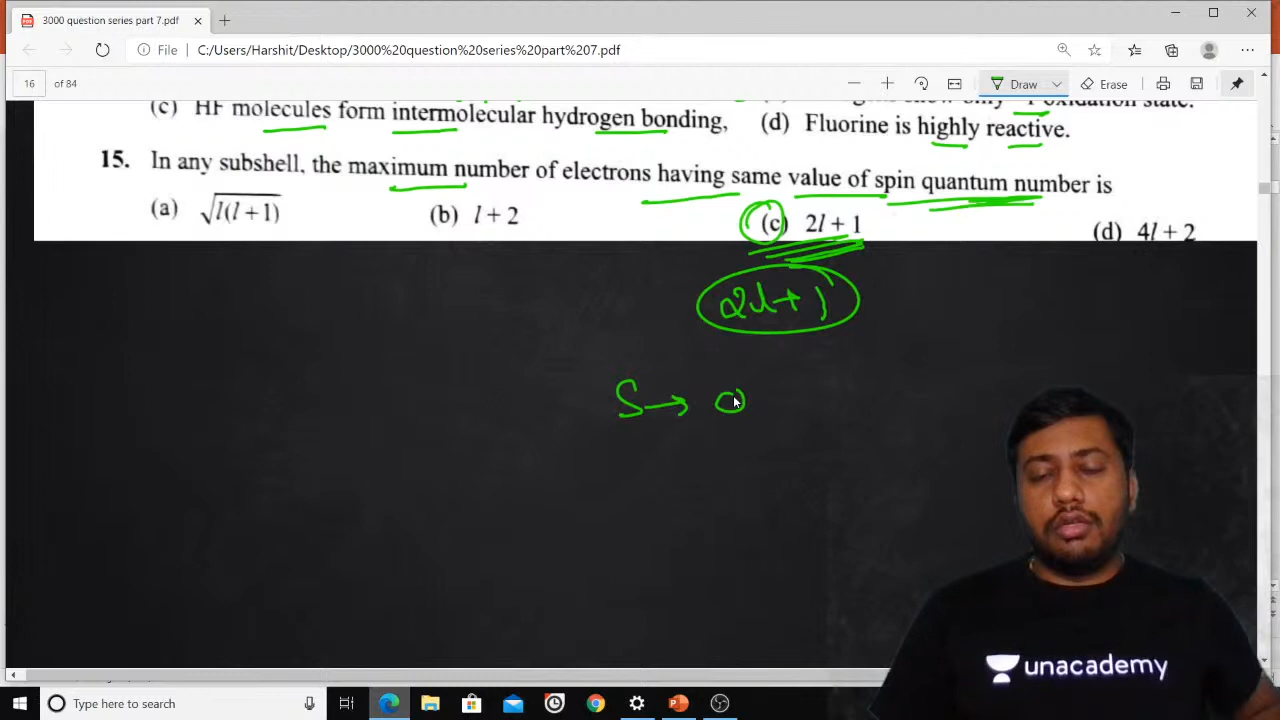 3000 question series part 7.pdf
File C:/Users/Harshit/Desktop/3000%20question%20series%20part%207.pdf
16 of 84 Draw Erase
(c) HF molecules form intermolecular hydrogen bonding, (d) Fluorine is highly reactive.
15. In any subshell, the maximum number of electrons having same value of spin quantum number is
(a) √l(l+1) (b) l + 2 (c) 2l + 1 (d) 4l + 2
2l + 1
S → 0
unacademy
Type here to search